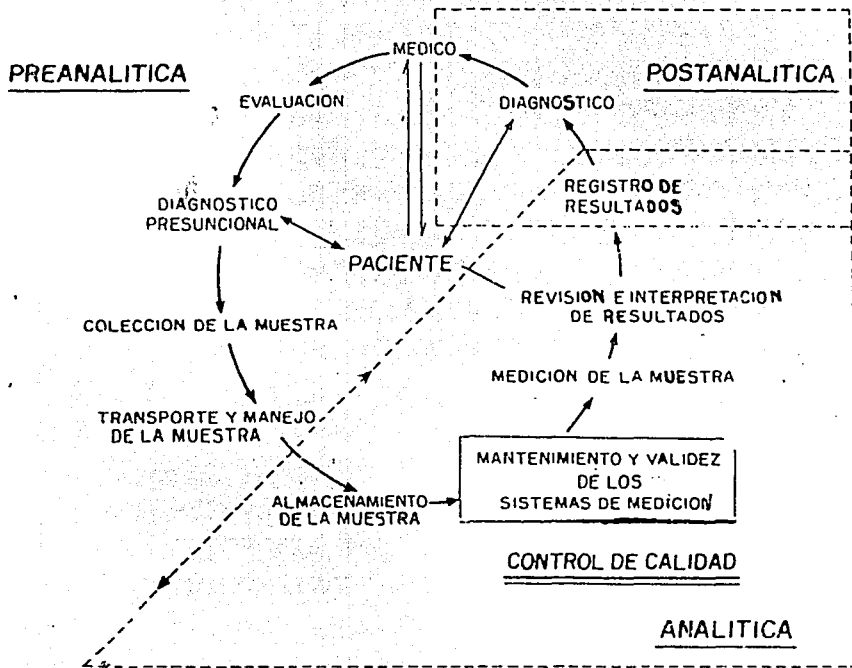 MEDICO
PREANALITICA
POSTANALITICA
EVALUACION
DIAGNOSTICO
DIAGNOSTICO
PRESUNCIONAL
REGISTRO DE
RESULTADOS
PACIENTE
REVISION E INTERPRETACION
DE RESULTADOS
COLECCION DE LA MUESTRA
MEDICION DE LA MUESTRA
TRANSPORTE Y MANEJO
DE LA MUESTRA
MANTENIMIENTO Y VALIDEZ
DE LOS
SISTEMAS DE MEDICION
ALMACENAMIENTO
DE LA MUESTRA
CONTROL DE CALIDAD
ANALITICA